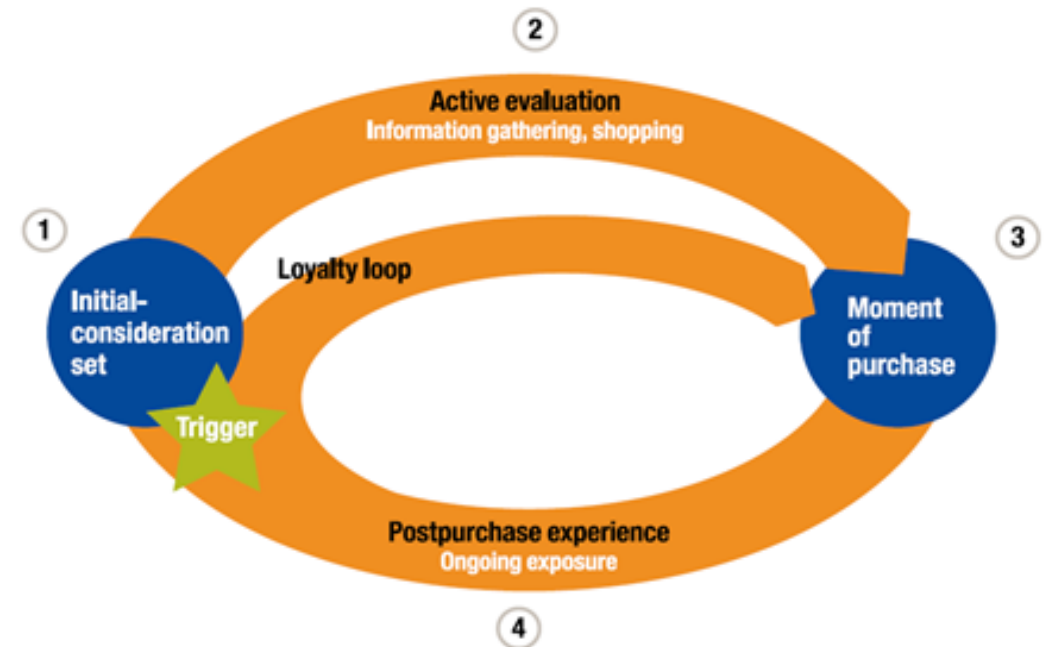 2
Active evaluation
Information gathering, shopping
1
3
Loyalty loop
Initial-
consideration
set
Moment
of
purchase
Trigger
Postpurchase experience
Ongoing exposure
4